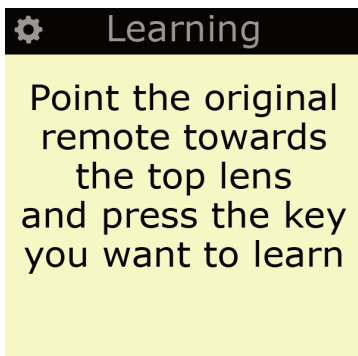 Learning
Point the original
remote towards
the top lens
and press the key
you want to learn